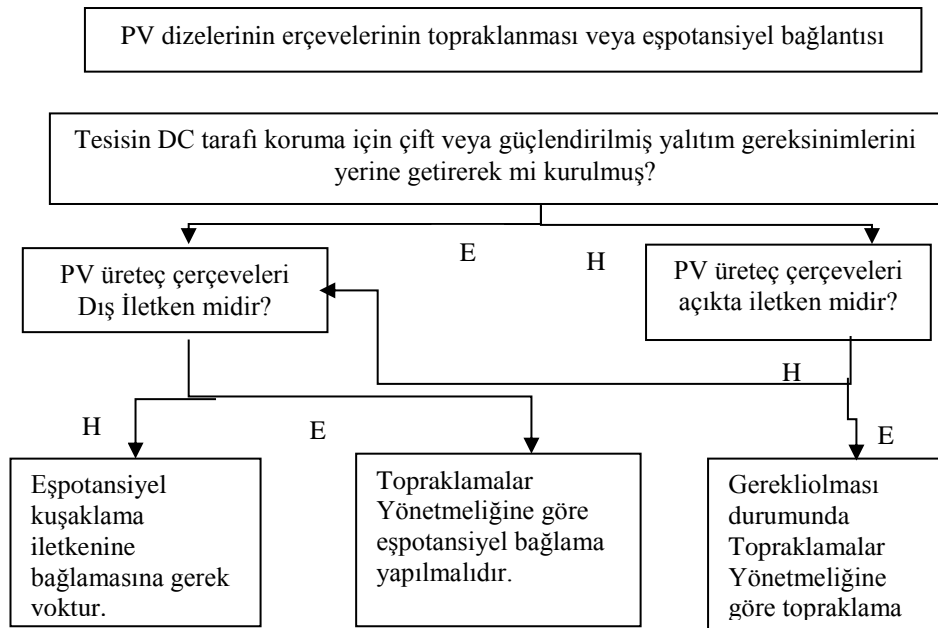 PV dizelerinin erçevelerinin topraklanması veya eşpotansiyel bağlantısı
Tesisin DC tarafı koruma için çift veya güçlendirilmiş yalıtım gereksinimlerini
yerine getirerek mi kurulmuş?
E
H
PV üreteç çerçeveleri
Dış İletken midir?
PV üreteç çerçeveleri
açıkta iletken midir?
H
H
E
E
Eşpotansiyel
kuşaklama
iletkenine
bağlamasına gerek
voktur.
Topraklamalar
Yönetmeliğine göre
eşpotansiyel bağlama
yapılmalıdır.
Gerekliolması
durumunda
Topraklamalar
Yönetmeliğine
göre topraklama